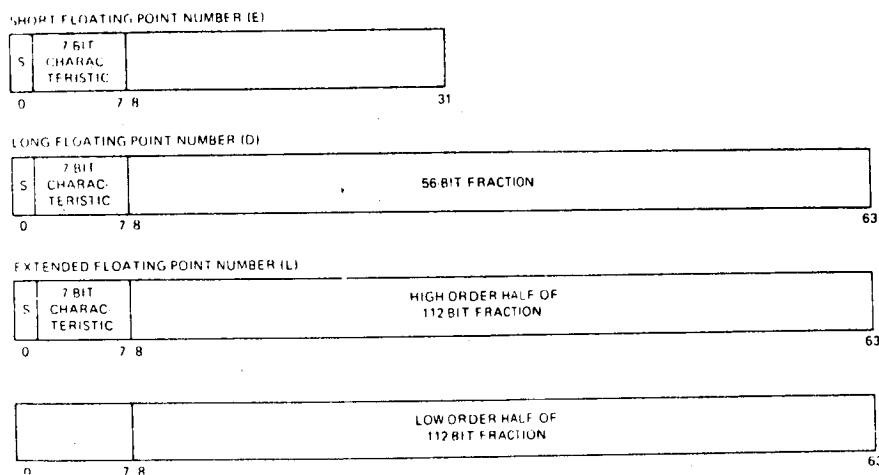 SHORT FLOATING POINT NUMBER (E)
S
7 BIT
CHARAC
TERISTIC
0 7 8 31
LONG FLOATING POINT NUMBER (D)
S
7 BIT
CHARAC-
TERISTIC
56-BIT FRACTION
0 7 8 63
EXTENDED FLOATING POINT NUMBER (L)
S
7 BIT
CHARAC
TERISTIC
HIGH ORDER HALF OF
112 BIT FRACTION
0 7 8 63
LOW ORDER HALF OF
112 BIT FRACTION
0 7 8 63